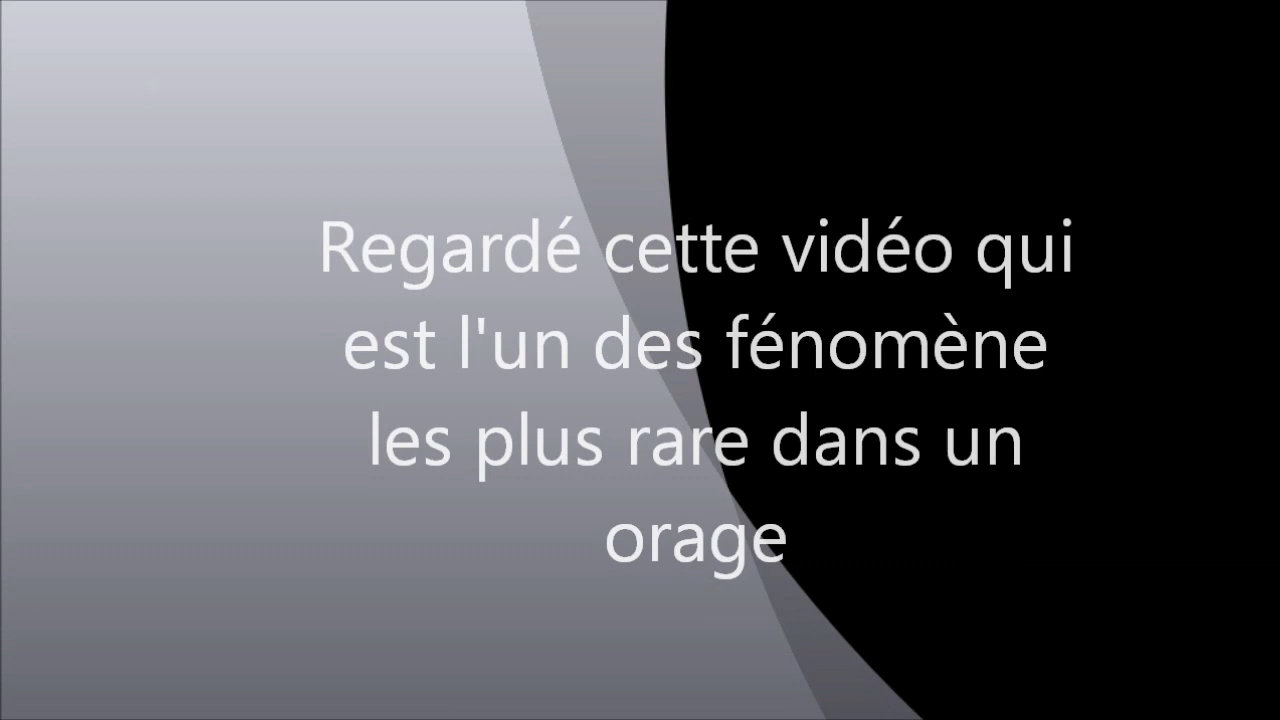 Regardé cette vidéo qui
est l'un des fénomène
les plus rare dans un
orage